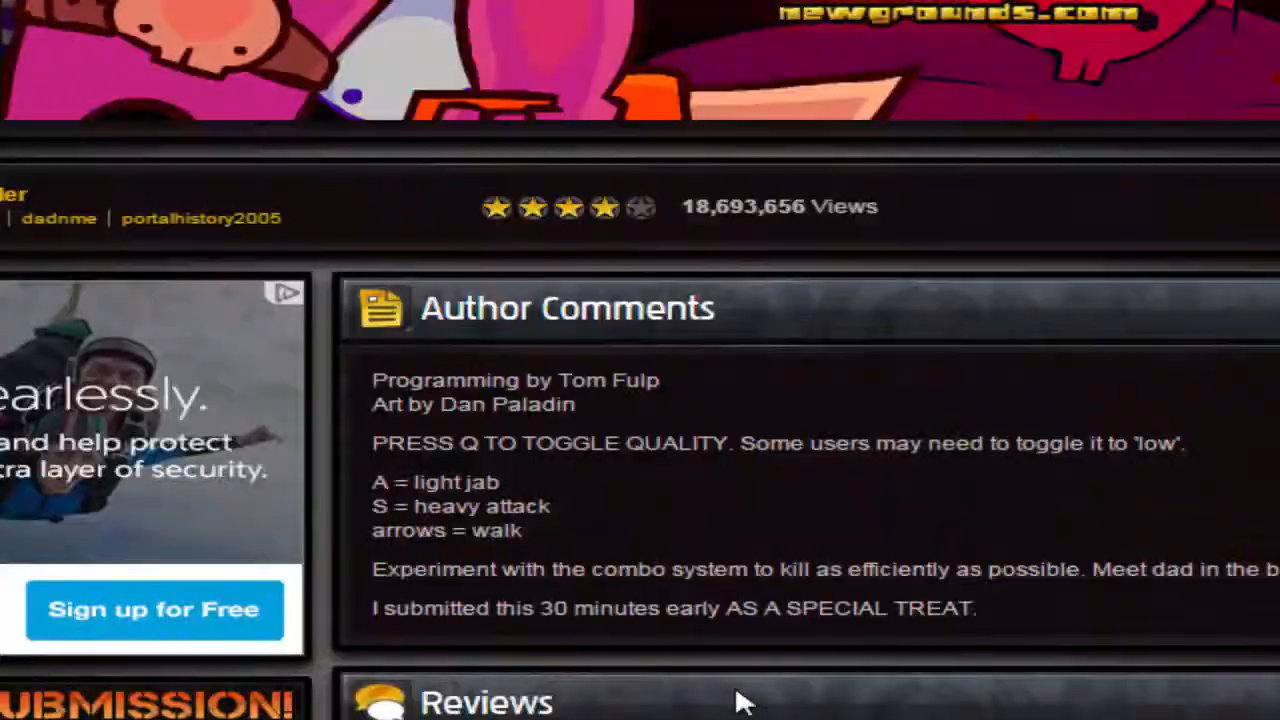 newgrounds.com
ler
18,693,656 Views
| dadnme | portalhistory2005
Author Comments
earlessly.
and help protect
tra layer of security.
Sign up for Free
Programming by Tom Fulp
Art by Dan Paladin
PRESS Q TO TOGGLE QUALITY. Some users may need to toggle it to 'low'.
A = light jab
S = heavy attack
arrows = walk
Experiment with the combo system to kill as efficiently as possible. Meet dad in the b
I submitted this 30 minutes early AS A SPECIAL TREAT.
UBMISSION!
Reviews